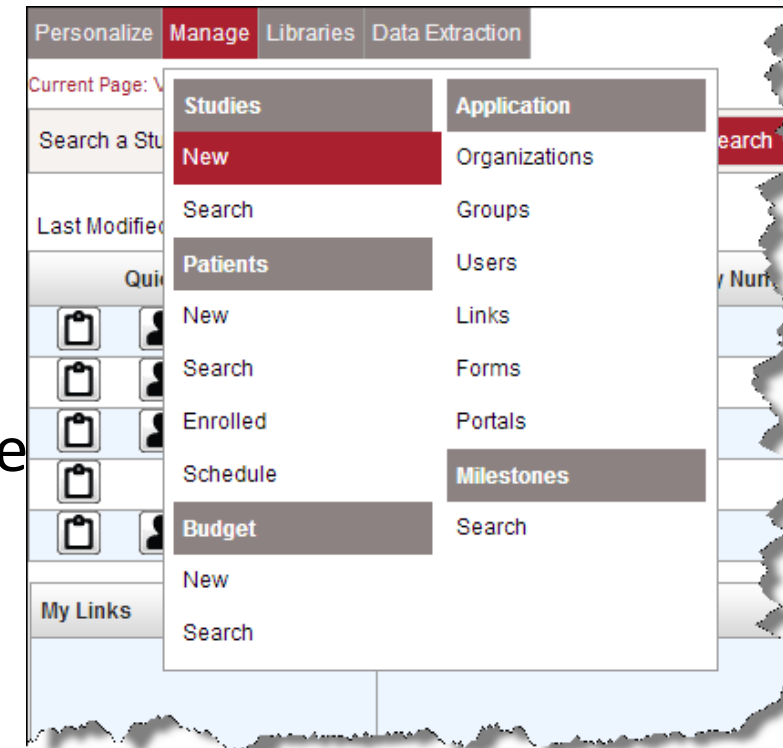 Personalize Manage Libraries Data Extraction
Current Page: V
Search a Stu
earch
Last Modified
Quic
y Num
My Links
e
Studies
New
Search
Patients
New
Search
Enrolled
Schedule
Budget
New
Search
Application
Organizations
Groups
Users
Links
Forms
Portals
Milestones
Search